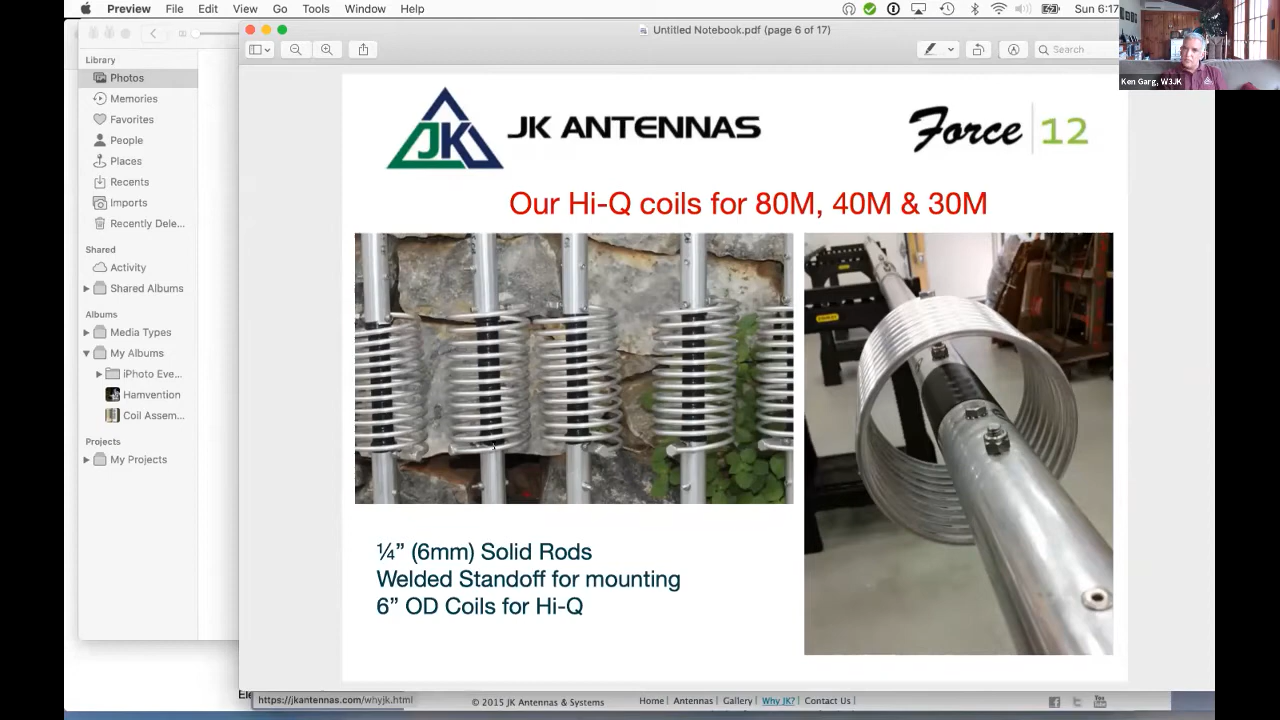 Preview File Edit View Go Tools Window Help
Sun 6:17
Untitled Notebook.pdf (page 6 of 17)
Search
Ken Garg, W3JK
Library
Photos
Memories
Favorites
People
Places
Recents
Imports
Recently Dele...
Shared
Activity
Shared Albums
Albums
Media Types
My Albums
iPhoto Eve...
Hamvention
Coil Assem...
Projects
My Projects
JK
JK ANTENNAS
Force 12
Our Hi-Q coils for 80M, 40M & 30M
STANLEY
¼” (6mm) Solid Rods
Welded Standoff for mounting
6” OD Coils for Hi-Q
Ele
https://jkantennas.com/whyjk.html
© 2015 JK Antennas & Systems
Home Antennas Gallery Why JK? Contact Us
You